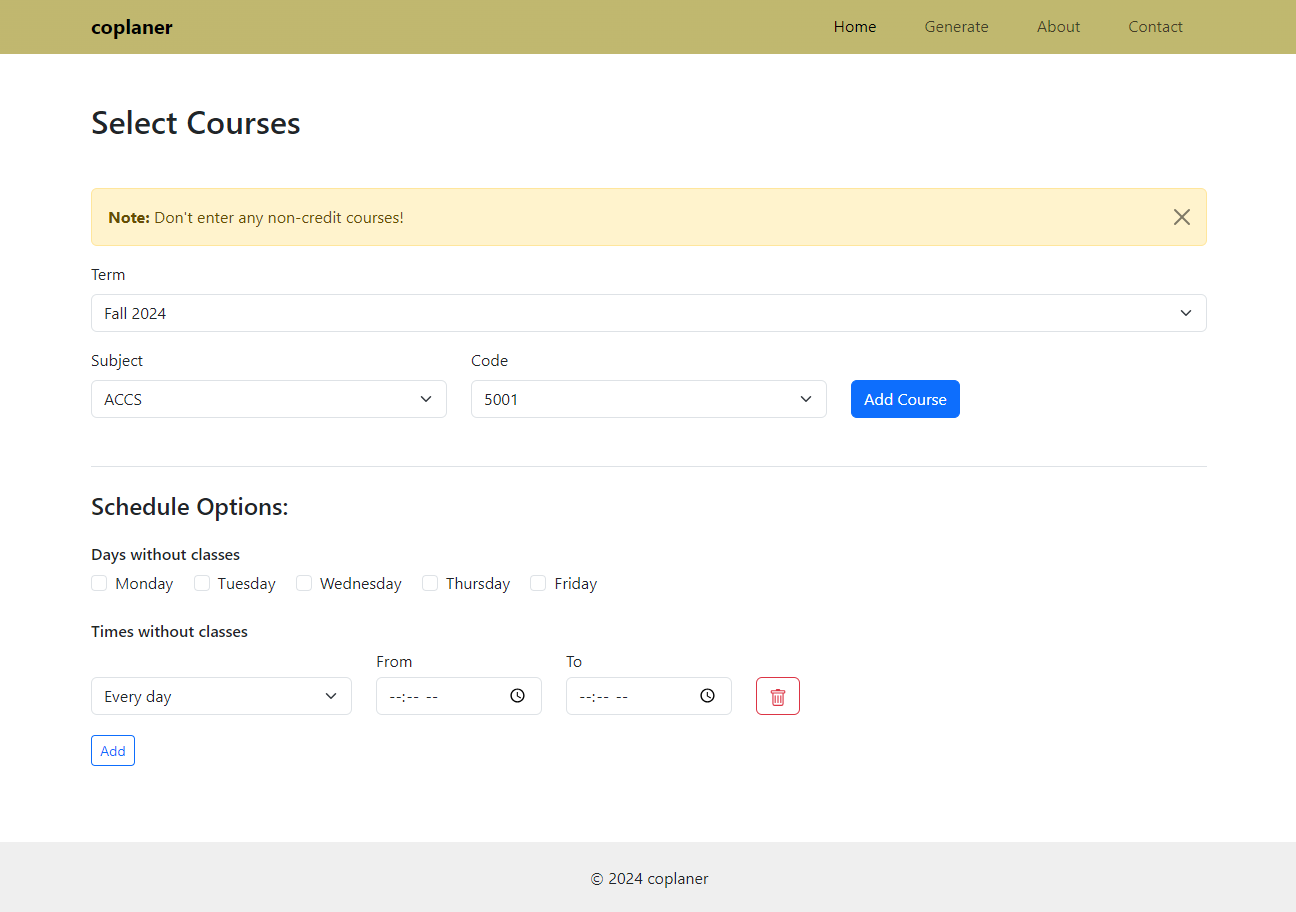 coplaner Home Generate About Contact
Select Courses
Note: Don't enter any non-credit courses!
Term
Fall 2024
Subject Code
ACCS 5001 Add Course
Schedule Options:
Days without classes
Monday Tuesday Wednesday Thursday Friday
Times without classes
From To
Every day --:-- -- --:-- --
Add
© 2024 coplaner